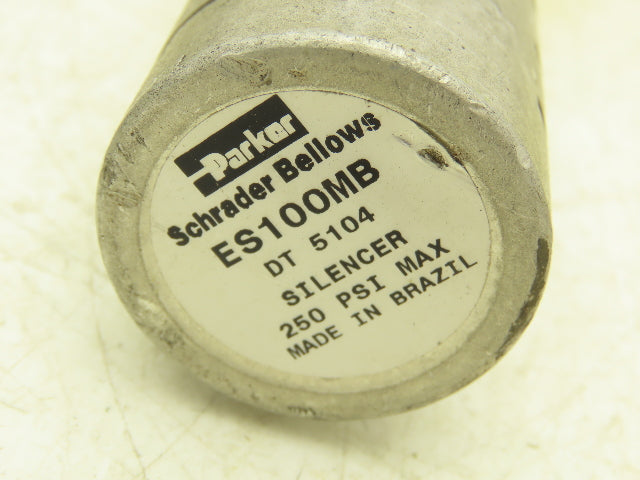 Parker
Schrader Bellows
ES100MB
DT 5104
SILENCER
250 PSI MAX
MADE IN BRAZIL